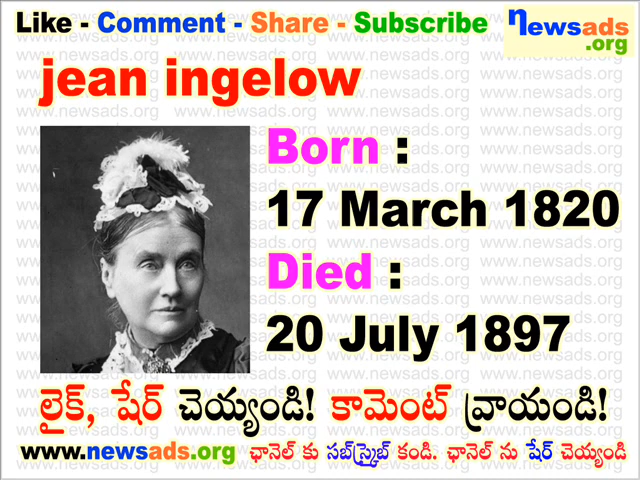 Like - Comment - Share - Subscribe
newsads
.org
jean ingelow
Born :
17 March 1820
Died :
20 July 1897
లైక్, షేర్ చెయ్యండి! కామెంట్ వ్రాయండి!
www.newsads.org ఛానెల్ కు సబ్‌స్క్రైబ్ కండి. ఛానెల్ ను షేర్ చెయ్యండి